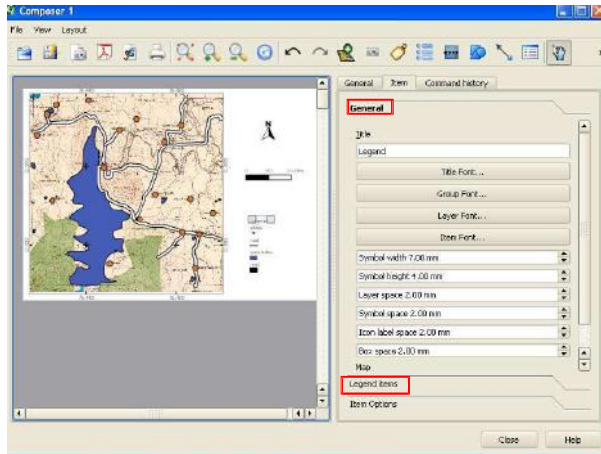 Composer 1
File View Layout
General Item Command history
General
Title
Legend
Title Font...
Group Font...
Layer Font...
Item Font...
Symbol width 7.00 mm
Symbol height 4.00 mm
Layer space 2.00 mm
Symbol space 2.00 mm
Icon label space 2.00 mm
Box space 2.00 mm
Map
Legend items
Item Options
Close Help
N